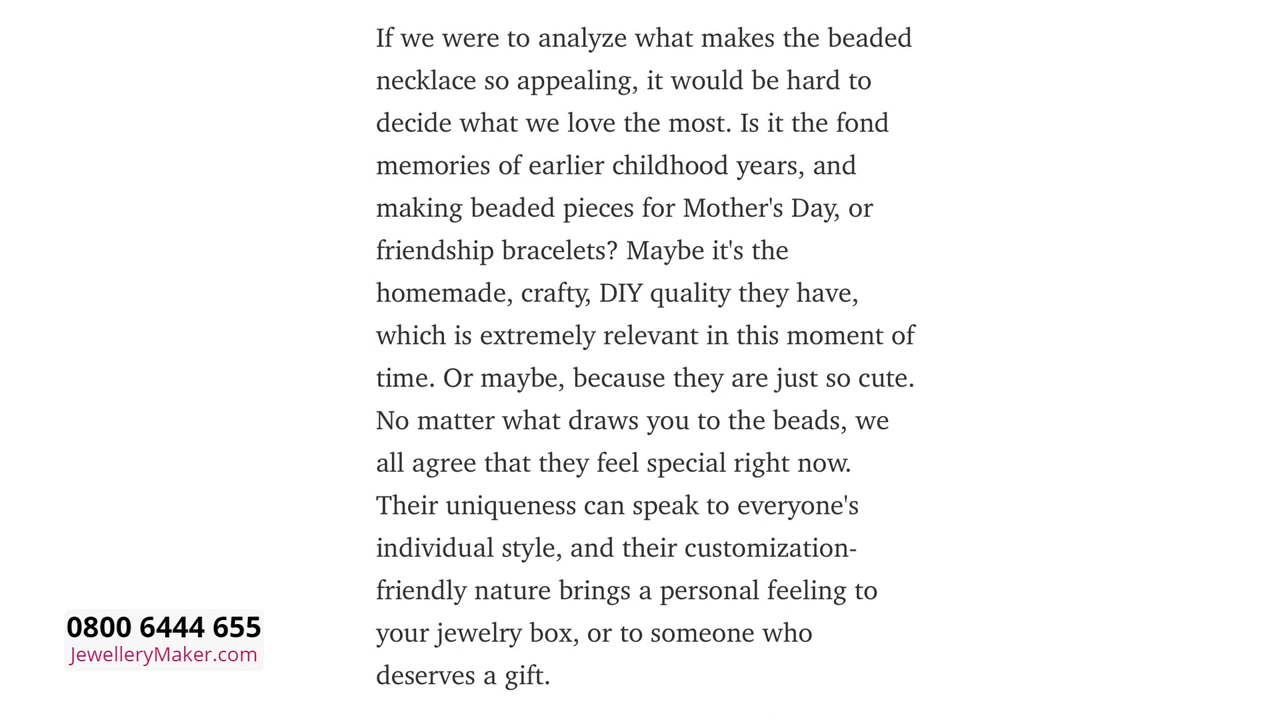 If we were to analyze what makes the beaded
necklace so appealing, it would be hard to
decide what we love the most. Is it the fond
memories of earlier childhood years, and
making beaded pieces for Mother's Day, or
friendship bracelets? Maybe it's the
homemade, crafty, DIY quality they have,
which is extremely relevant in this moment of
time. Or maybe, because they are just so cute.
No matter what draws you to the beads, we
all agree that they feel special right now.
Their uniqueness can speak to everyone's
individual style, and their customization-
friendly nature brings a personal feeling to
your jewelry box, or to someone who
deserves a gift.
0800 6444 655
JewelleryMaker.com